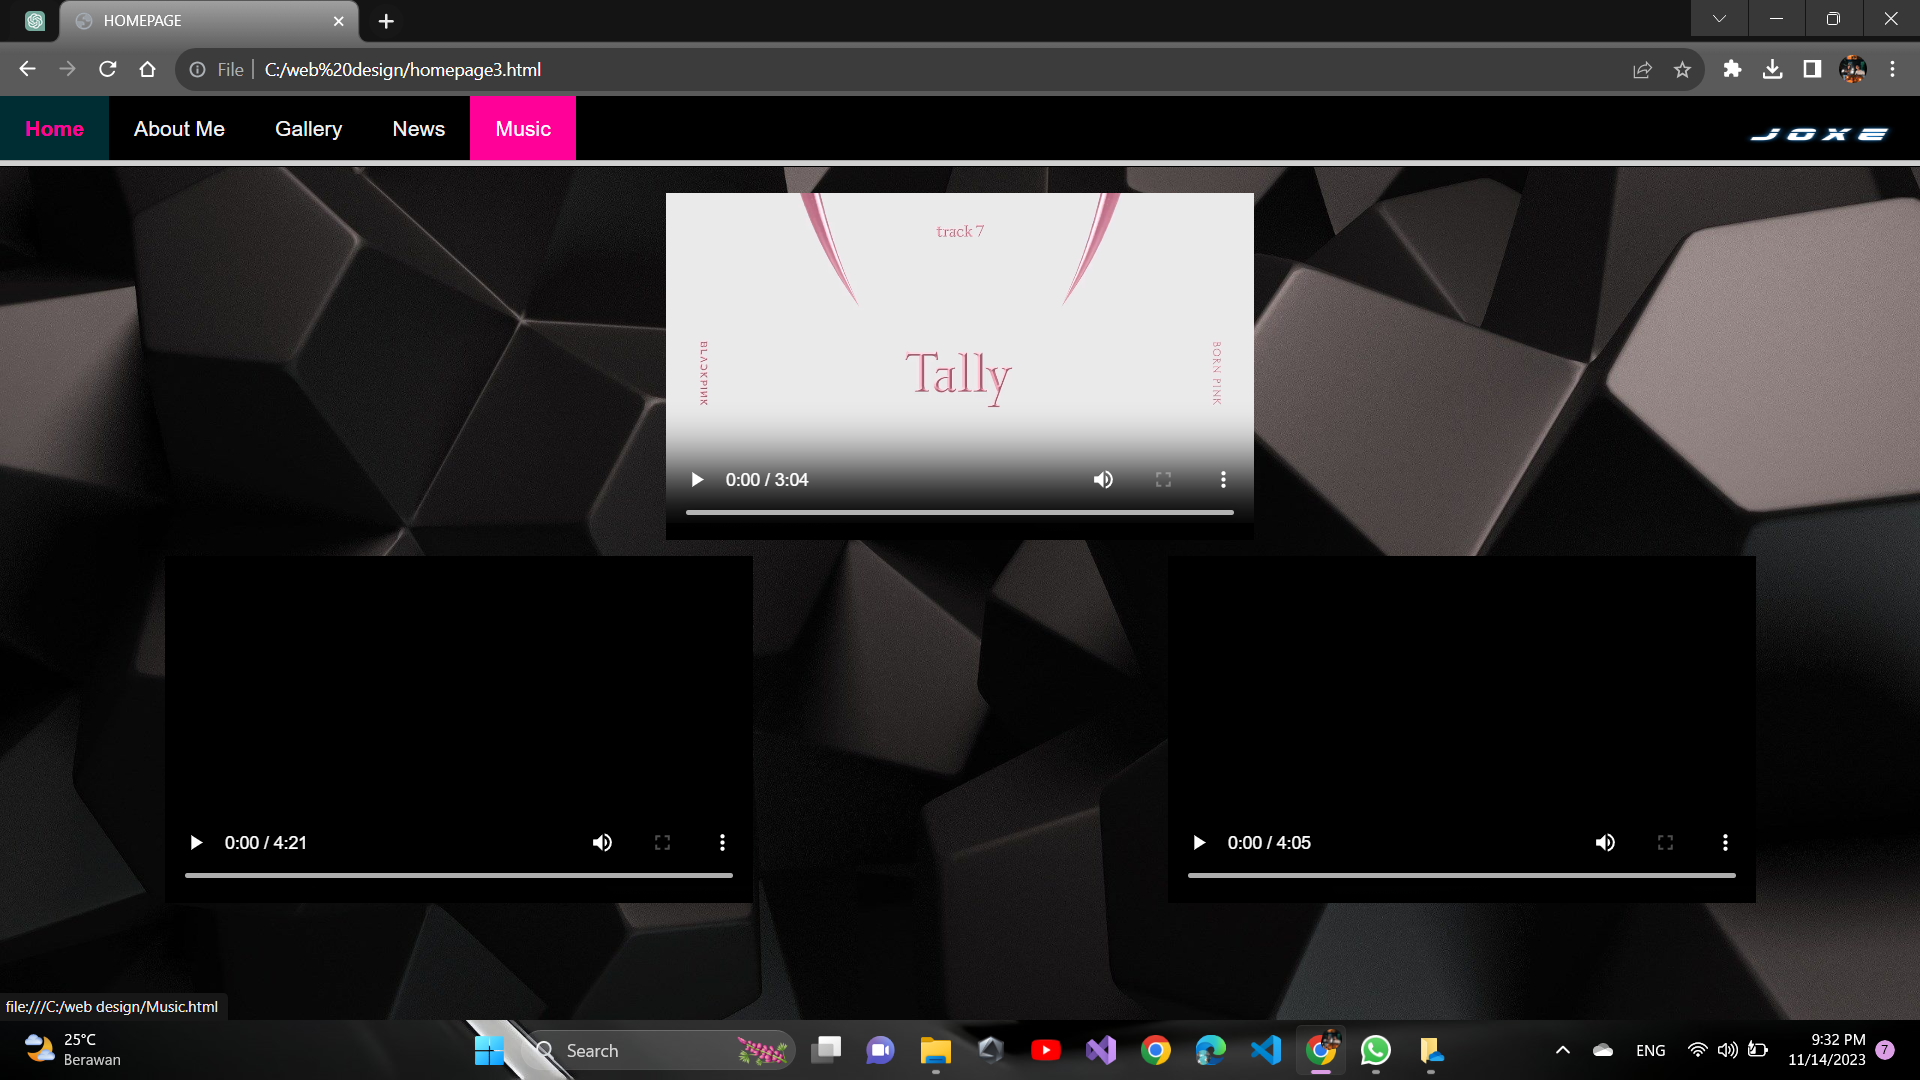 HOMEPAGE
File
C:/web%20design/homepage3.html
Home
About Me
Gallery
News
Music
JOXE
track 7
BLAƆKPIИK
Tally
BORN PINK
0:00 / 3:04
0:00 / 4:21
0:00 / 4:05
file:///C:/web design/Music.html
25°C
Berawan
Search
ENG
9:32 PM
11/14/2023
7